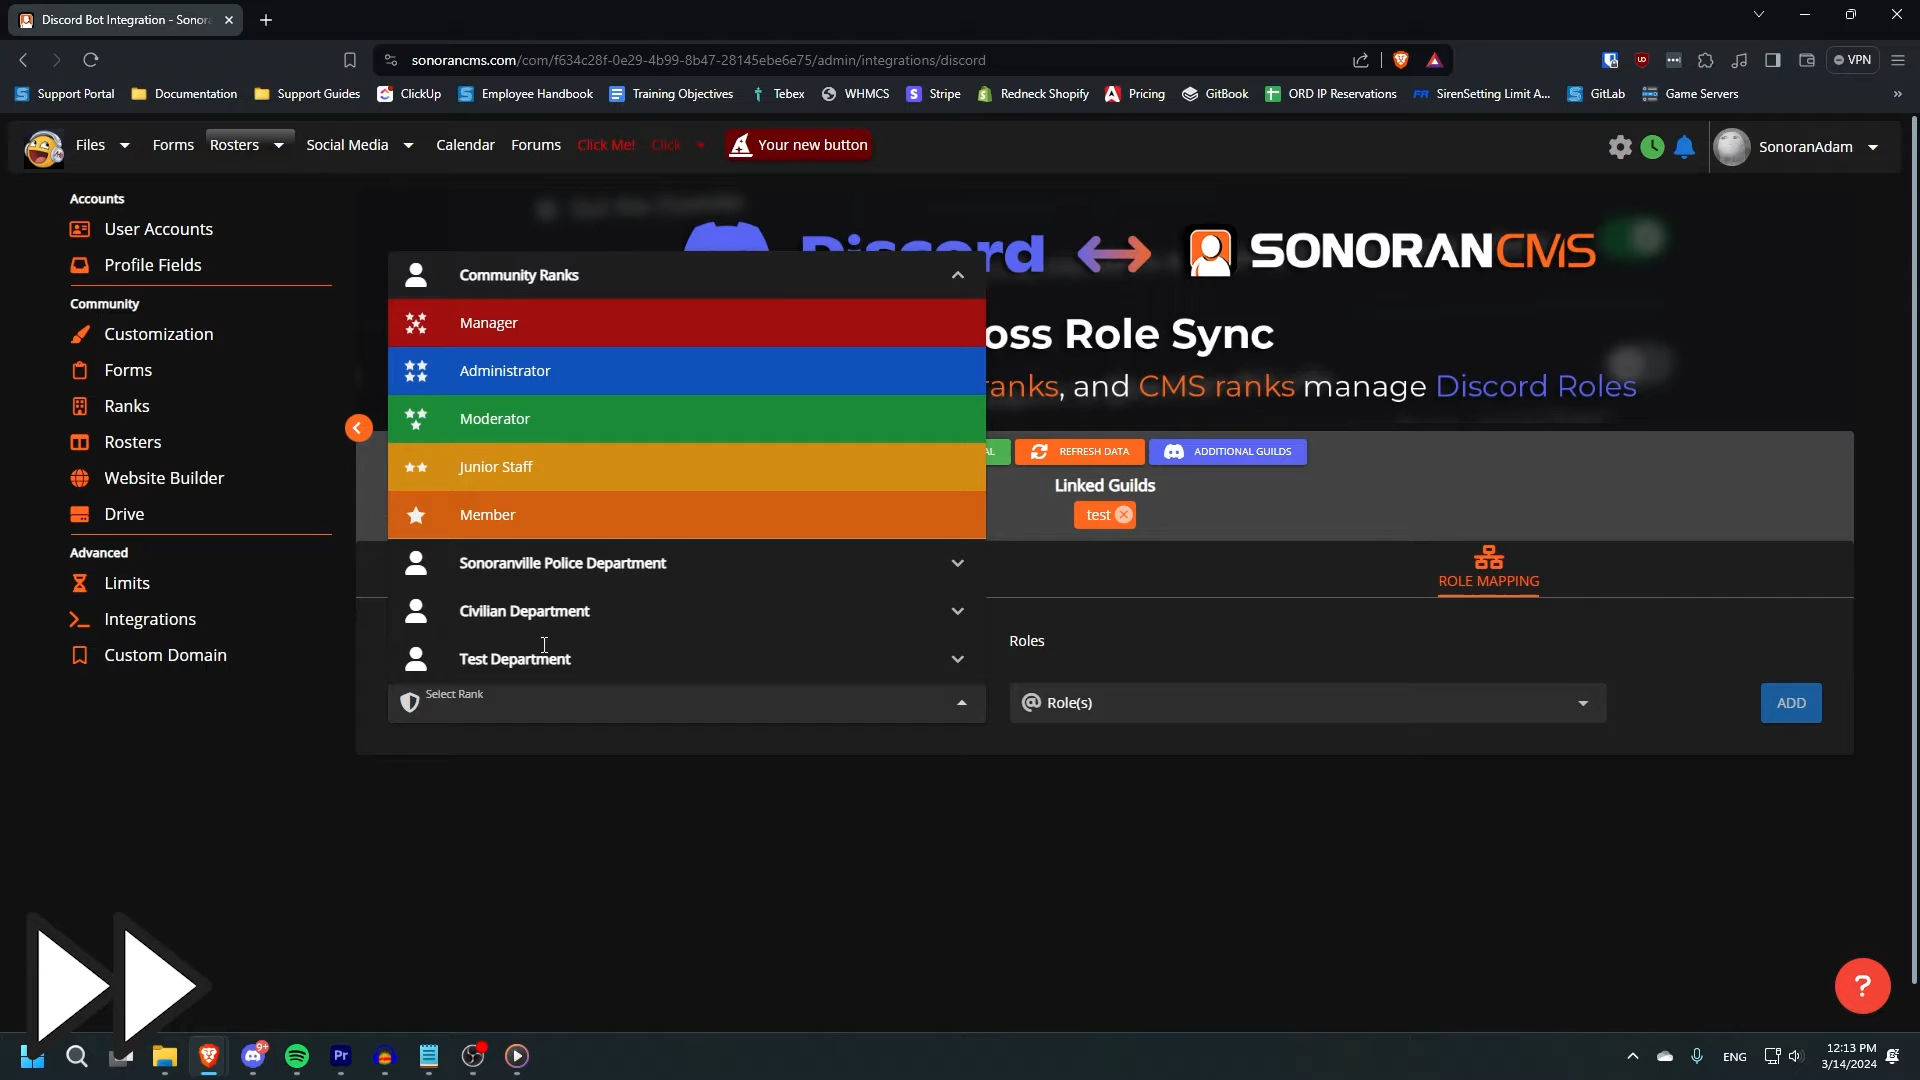 Discord Bot Integration - Sonor
sonorancms.com/com/f634c28f-0e29-4b99-8b47-28145ebe6e75/admin/integrations/discord
VPN
Support Portal
Documentation
Support Guides
ClickUp
Employee Handbook
Training Objectives
Tebex
WHMCS
Stripe
Redneck Shopify
Pricing
GitBook
ORD IP Reservations
SirenSetting Limit A...
GitLab
Game Servers
Files
Forms
Rosters
Social Media
Calendar
Forums
Click Me!
Click
Your new button
SonoranAdam
Accounts
User Accounts
Profile Fields
Community
Customization
Forms
Ranks
Rosters
Website Builder
Drive
Advanced
Limits
Integrations
Custom Domain
Discord
SONORANCMS
oss Role Sync
ranks, and CMS ranks manage Discord Roles
Community Ranks
Manager
Administrator
Moderator
Junior Staff
Member
Sonoranville Police Department
Civilian Department
Test Department
Select Rank
AL
REFRESH DATA
ADDITIONAL GUILDS
Linked Guilds
test
ROLE MAPPING
Roles
@ Role(s)
ADD
?
9+
Pr
ENG
12:13 PM
3/14/2024